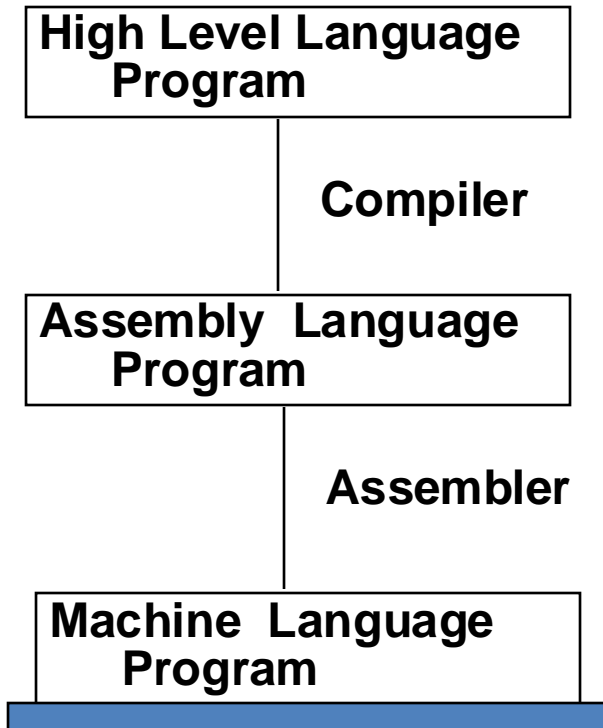 High Level Language
Program
Compiler
Assembly Language
Program
Assembler
Machine Language
Program